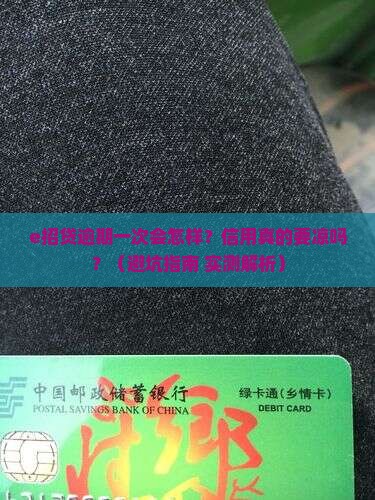 e招贷逾期一次会怎样？信用真的要凉吗
？（避坑指南 实测解析）
中国邮政储蓄银行
POSTAL SAVINGS BANK OF CHINA
绿卡通（乡情卡）
DEBIT CARD
乡